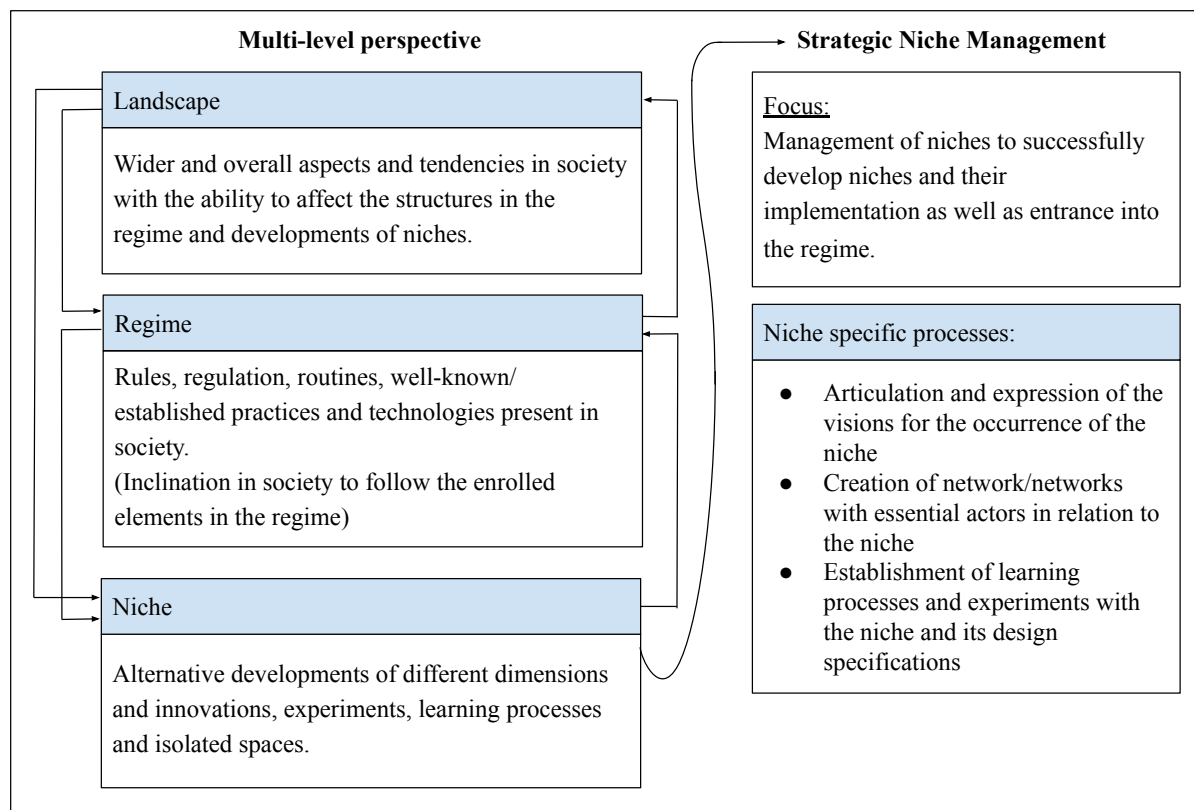 Multi-level perspective
Landscape
Wider and overall aspects and tendencies in society
with the ability to affect the structures in the
regime and developments of niches.
Regime
Rules, regulation, routines, well-known/
established practices and technologies present in
society.
(Inclination in society to follow the enrolled
elements in the regime)
Niche
Alternative developments of different dimensions
and innovations, experiments, learning processes
and isolated spaces.
Strategic Niche Management
Focus:
Management of niches to successfully
develop niches and their
implementation as well as entrance into
the regime.
Niche specific processes:
● Articulation and expression of the
visions for the occurrence of the
niche
● Creation of network/networks
with essential actors in relation to
the niche
● Establishment of learning
processes and experiments with
the niche and its design
specifications